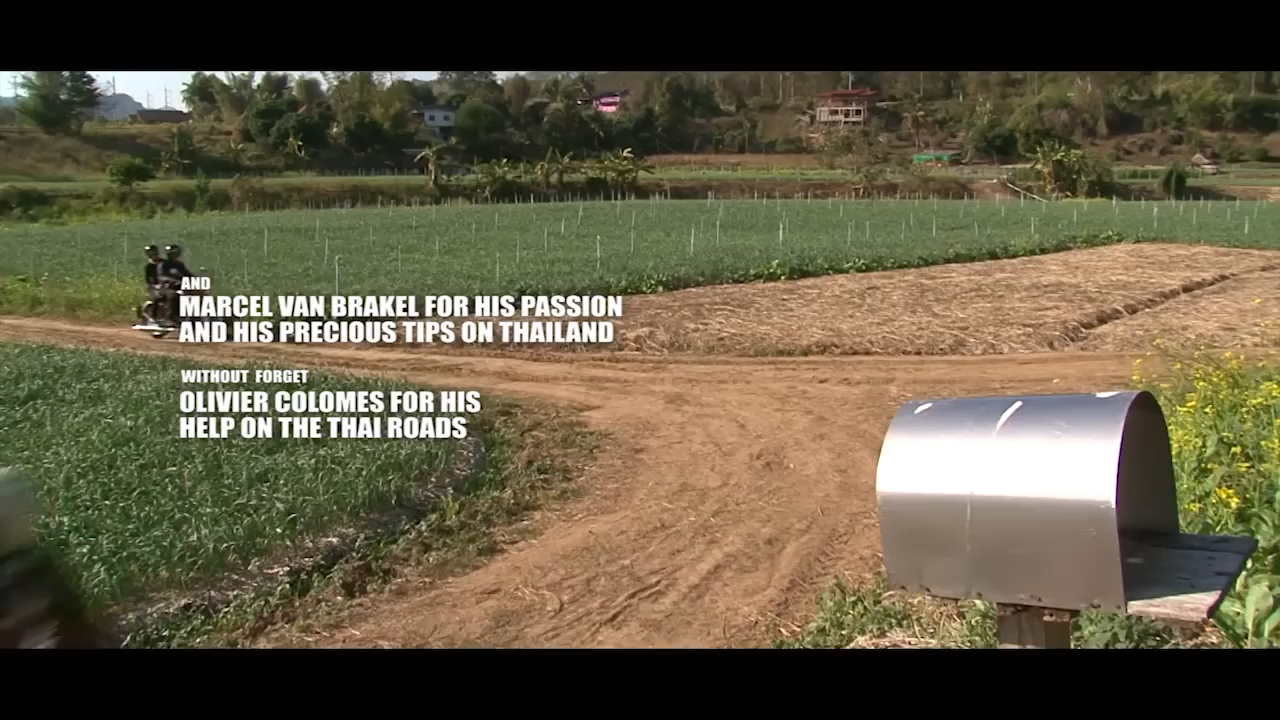 AND
MARCEL VAN BRAKEL FOR HIS PASSION
AND HIS PRECIOUS TIPS ON THAILAND
WITHOUT FORGET
OLIVIER COLOMES FOR HIS
HELP ON THE THAI ROADS